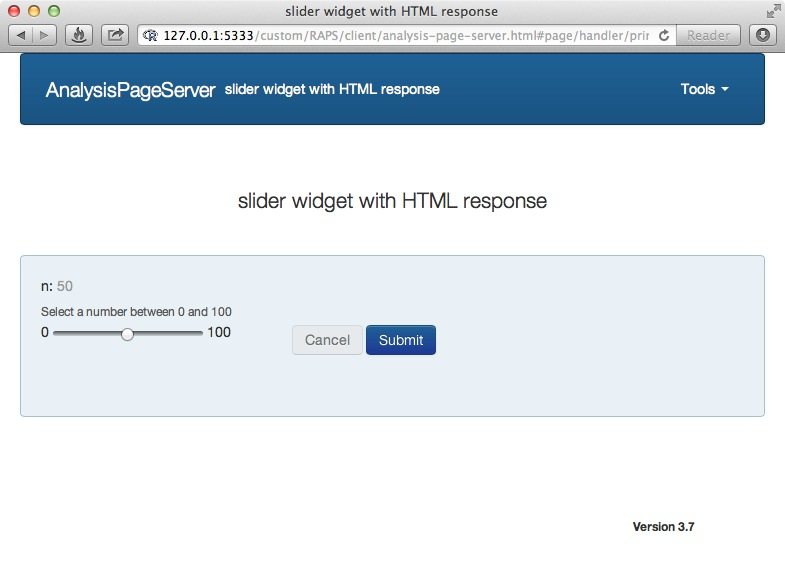 slider widget with HTML response
127.0.0.1:5333/custom/RAPS/client/analysis-page-server.html#page/handler/prin
Reader
AnalysisPageServer slider widget with HTML response Tools
slider widget with HTML response
n: 50
Select a number between 0 and 100
0 100
Cancel Submit
Version 3.7